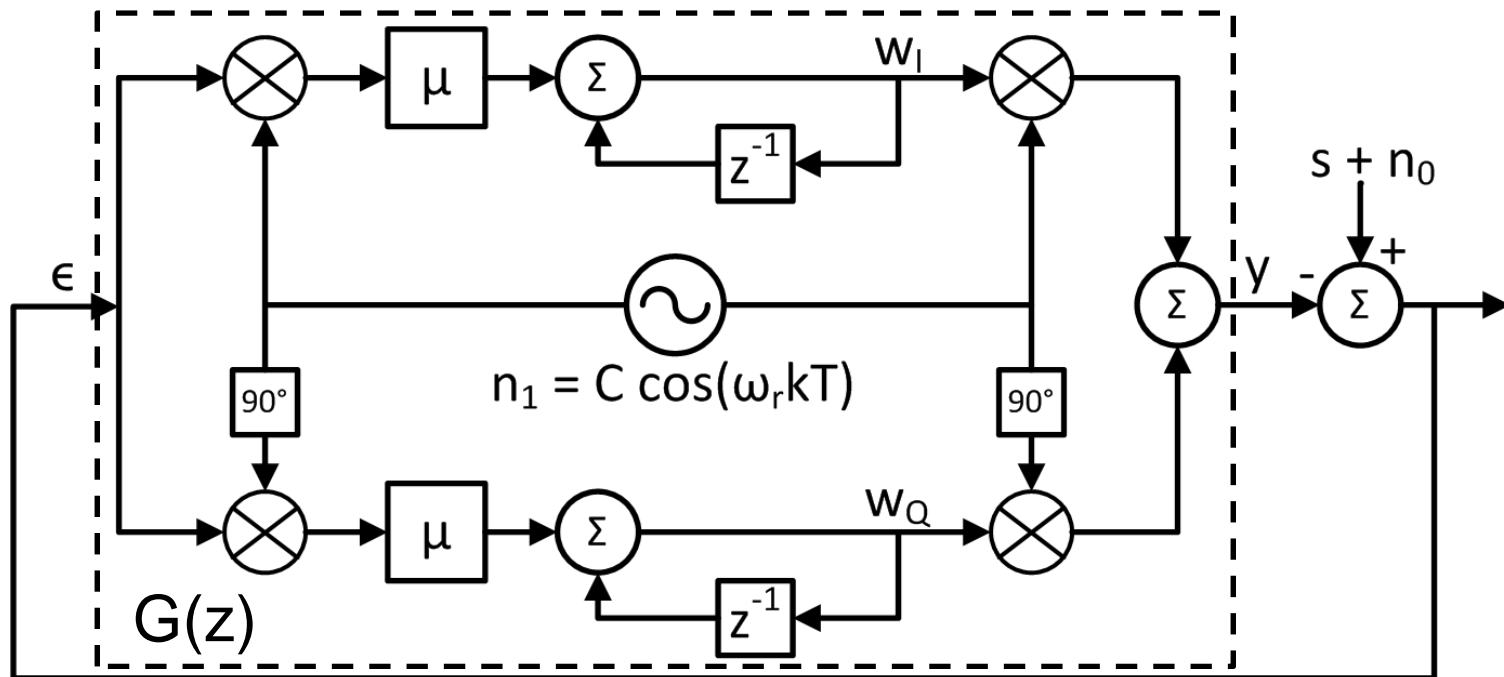 μ
Σ
w_I
z^-1
s + n_0
ϵ
y
-
+
Σ
Σ
n_1 = C cos(ω_r kT)
90°
90°
μ
Σ
w_Q
z^-1
G(z)